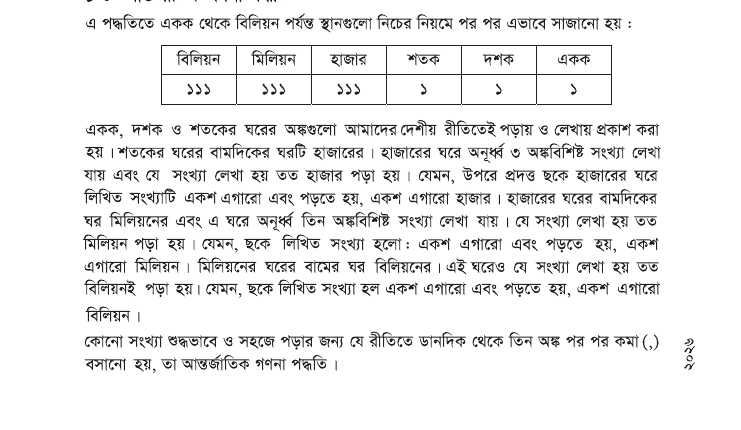 এ পদ্ধতিতে একক থেকে বিলিয়ন পর্যন্ত স্থানগুলো নিচের নিয়মে পর পর এভাবে সাজানো হয় :
বিলিয়ন মিলিয়ন হাজার শতক দশক একক
১১১ ১১১ ১১১ ১ ১ ১
একক, দশক ও শতকের ঘরের অঙ্কগুলো আমাদের দেশীয় রীতিতেই পড়ায় ও লেখায় প্রকাশ করা
হয়। শতকের ঘরের বামদিকের ঘরটি হাজারের। হাজারের ঘরে অনূর্ধ্ব ৩ অঙ্কবিশিষ্ট সংখ্যা লেখা
যায় এবং যে সংখ্যা লেখা হয় তত হাজার পড়া হয়। যেমন, উপরে প্রদত্ত ছকে হাজারের ঘরে
লিখিত সংখ্যাটি একশ এগারো এবং পড়তে হয়, একশ এগারো হাজার। হাজারের ঘরের বামদিকের
ঘর মিলিয়নের এবং এ ঘরে অনূর্ধ্ব তিন অঙ্কবিশিষ্ট সংখ্যা লেখা যায়। যে সংখ্যা লেখা হয় তত
মিলিয়ন পড়া হয়। যেমন, ছকে লিখিত সংখ্যা হলো : একশ এগারো এবং পড়তে হয়, একশ
এগারো মিলিয়ন। মিলিয়নের ঘরের বামের ঘর বিলিয়নের। এই ঘরেও যে সংখ্যা লেখা হয় তত
বিলিয়নই পড়া হয়। যেমন, ছকে লিখিত সংখ্যা হল একশ এগারো এবং পড়তে হয়, একশ এগারো
বিলিয়ন।
কোনো সংখ্যা শুদ্ধভাবে ও সহজে পড়ার জন্য যে রীতিতে ডানদিক থেকে তিন অঙ্ক পর পর কমা (,)
বসানো হয়, তা আন্তর্জাতিক গণনা পদ্ধতি।